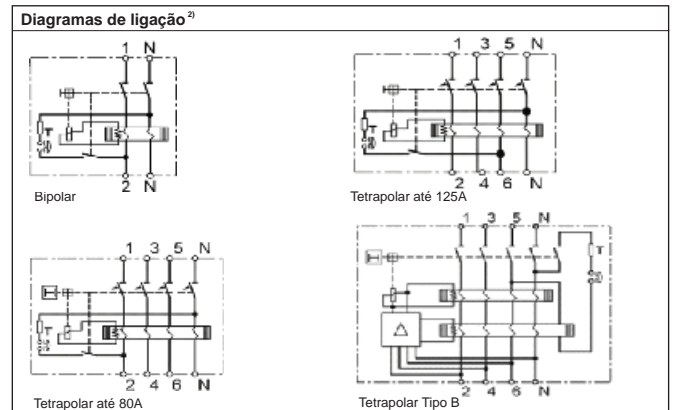 Diagramas de ligação 2)
1 N
T
2 N
Bipolar
1 3 5 N
T
2 4 6 N
Tetrapolar até 125A
1 3 5 N
T
2 4 6 N
Tetrapolar até 80A
1 3 5 N
T
2 4 6 N
Tetrapolar Tipo B